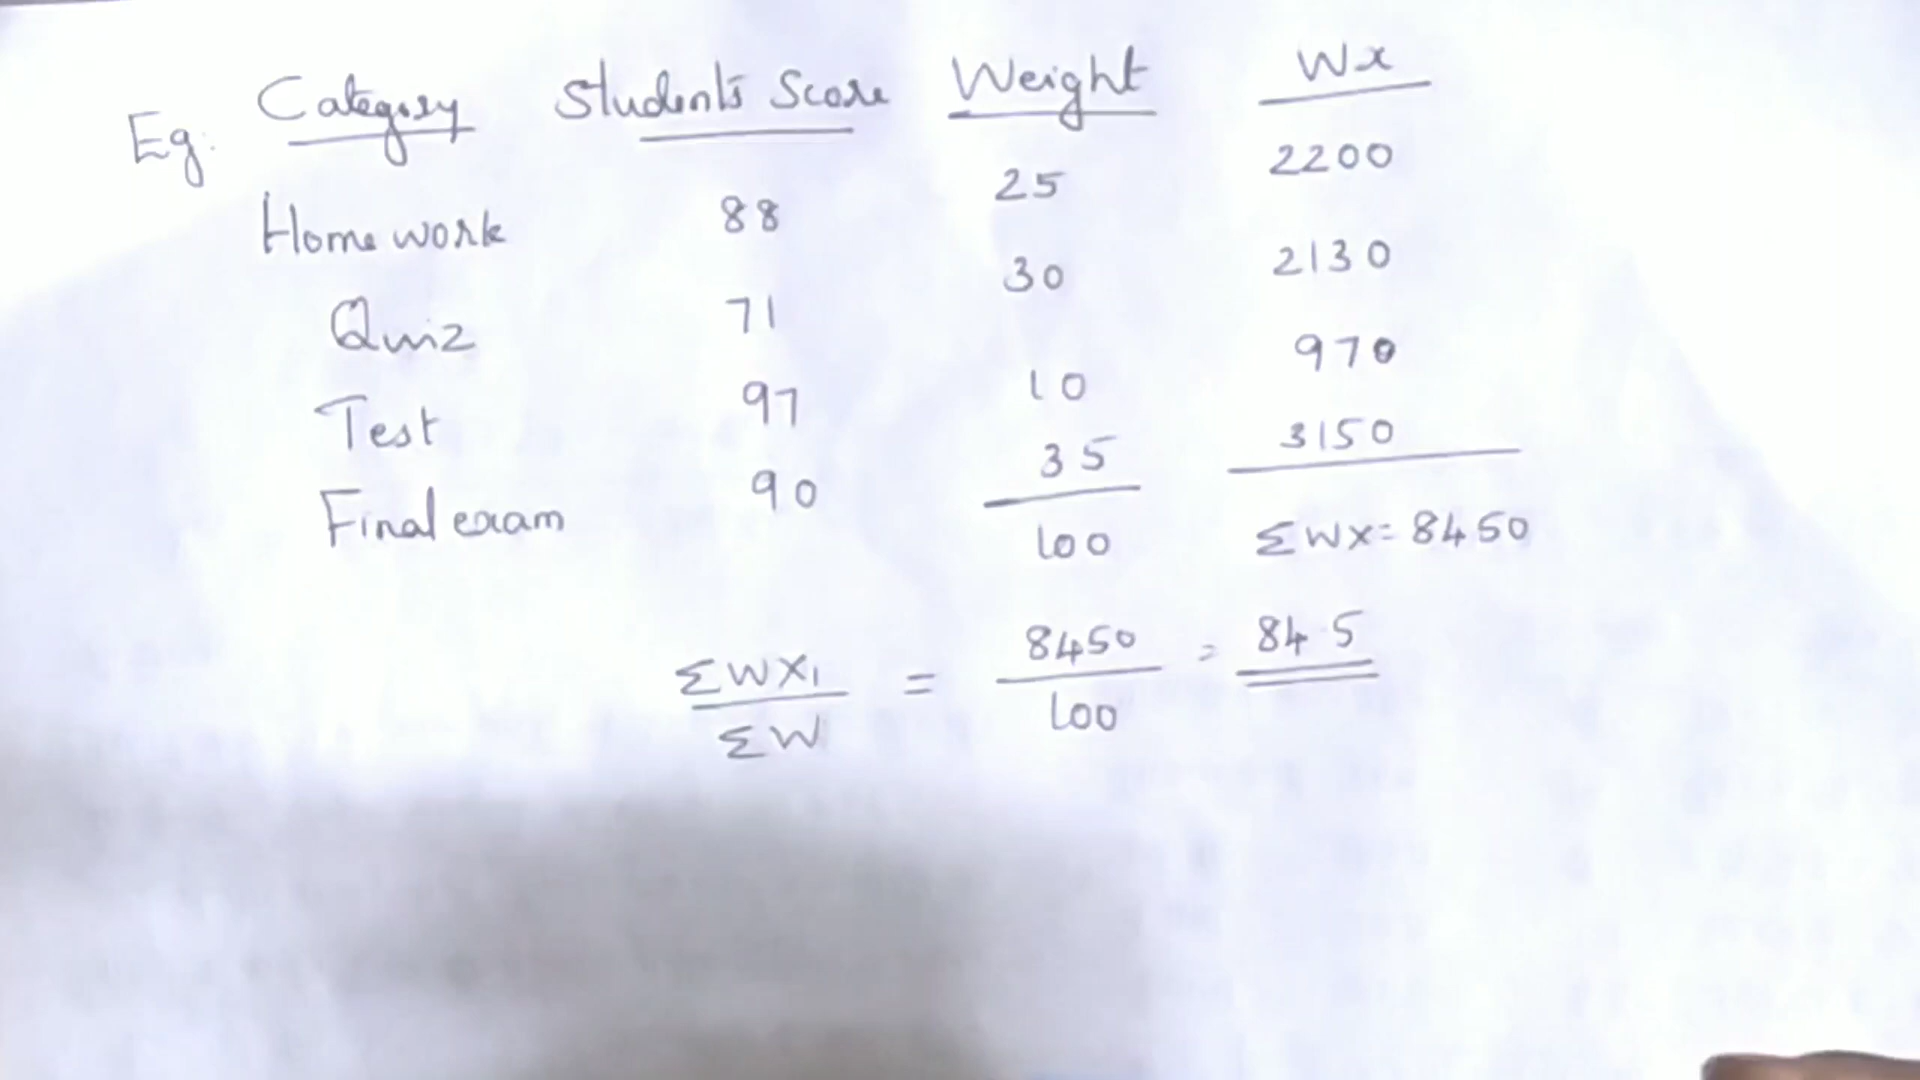 Eg. Category Student's Score Weight Wx
Home work 88 25 2200
Quiz 71 30 2130
Test 97 10 970
Final exam 90 35 3150
100 ΣWX=8450
ΣWX₁ / ΣW = 8450 / 100 = 84.5